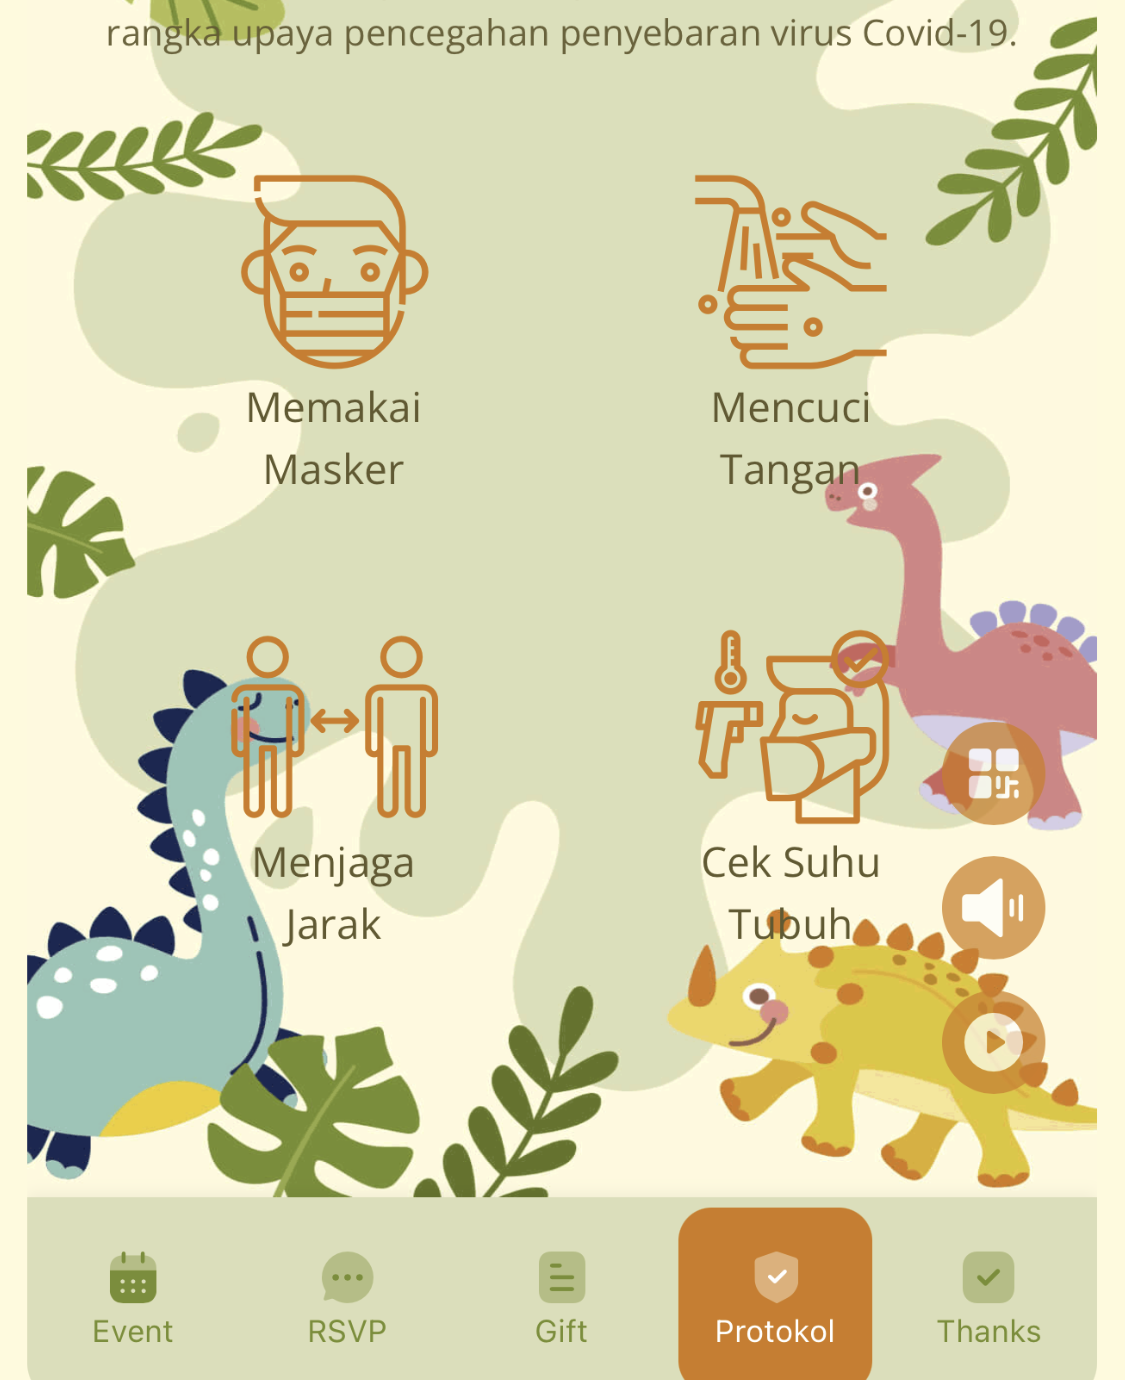 rangka upaya pencegahan penyebaran virus Covid-19.
Memakai
Masker
Mencuci
Tangan
Menjaga
Jarak
Cek Suhu
Tubuh
Event
RSVP
Gift
Protokol
Thanks